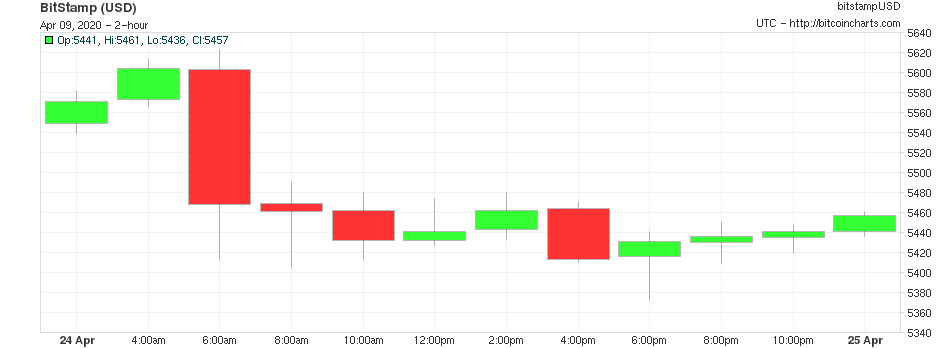 BitStamp (USD)
bitstampUSD
Apr 09, 2020 - 2-hour
UTC - http://bitcoincharts.com
Op:5441, Hi:5461, Lo:5436, Cl:5457
5640
5620
5600
5580
5560
5540
5520
5500
5480
5460
5440
5420
5400
5380
5360
5340
24 Apr 4:00am 6:00am 8:00am 10:00am 12:00pm 2:00pm 4:00pm 6:00pm 8:00pm 10:00pm 25 Apr